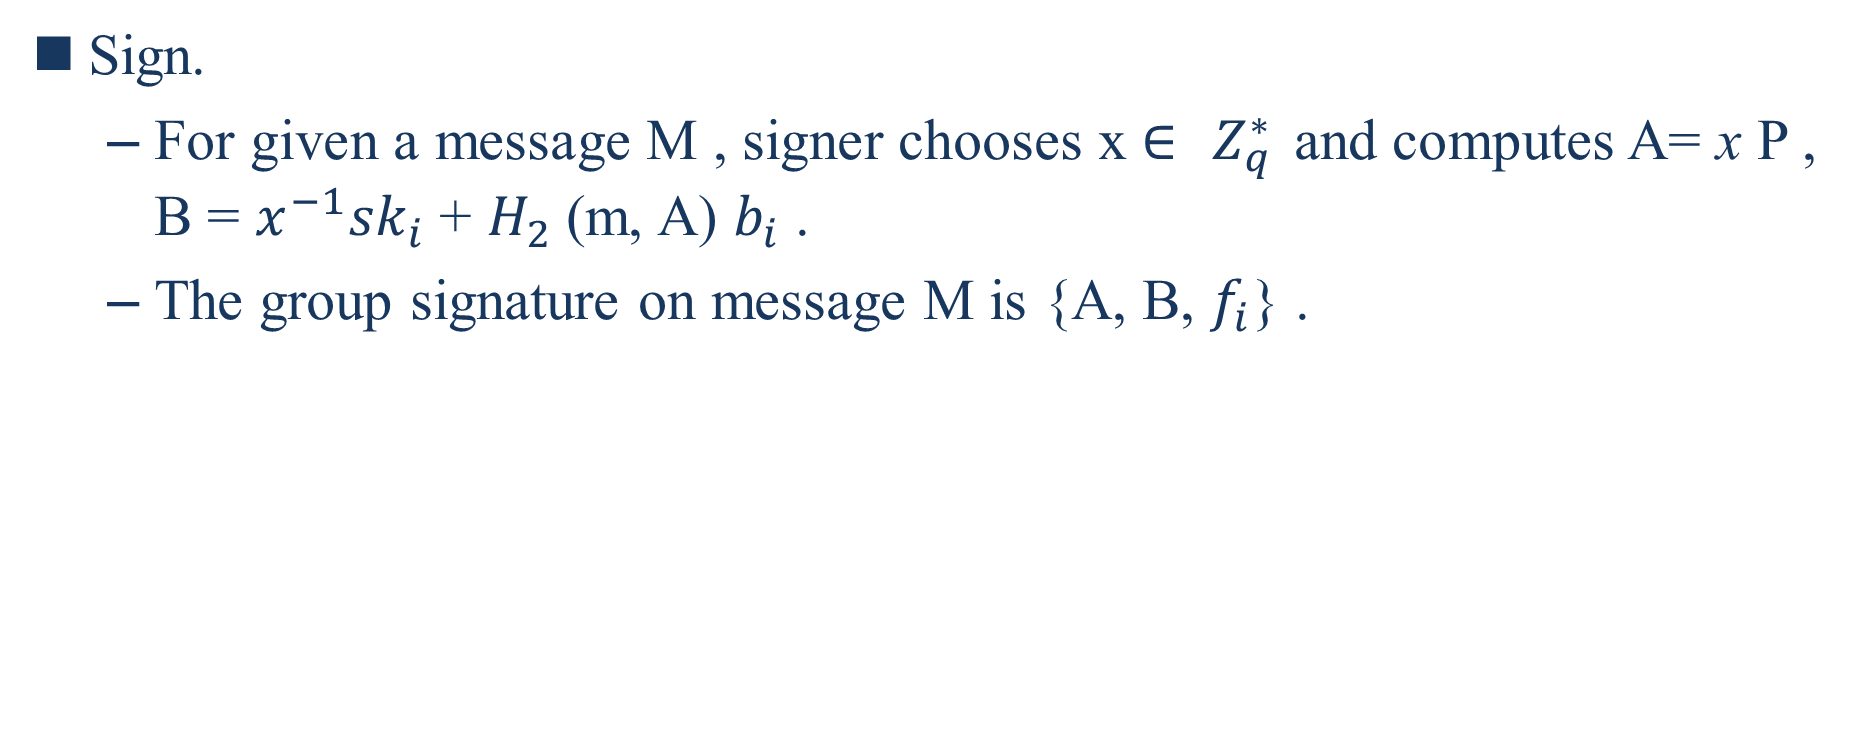 ■ Sign.
– For given a message M , signer chooses x ∈ $Z_q^*$ and computes A= x P ,
B = $x^{-1}sk_i$ + $H_2$ (m, A) $b_i$ .
– The group signature on message M is {A, B, $f_i$} .